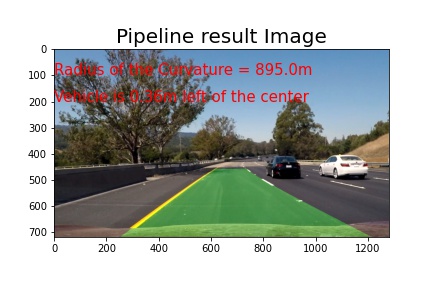 Pipeline result Image
Radius of the Curvature = 895.0m
Vehicle is 0.36m left of the center
0
100
200
300
400
500
600
700
0 200 400 600 800 1000 1200